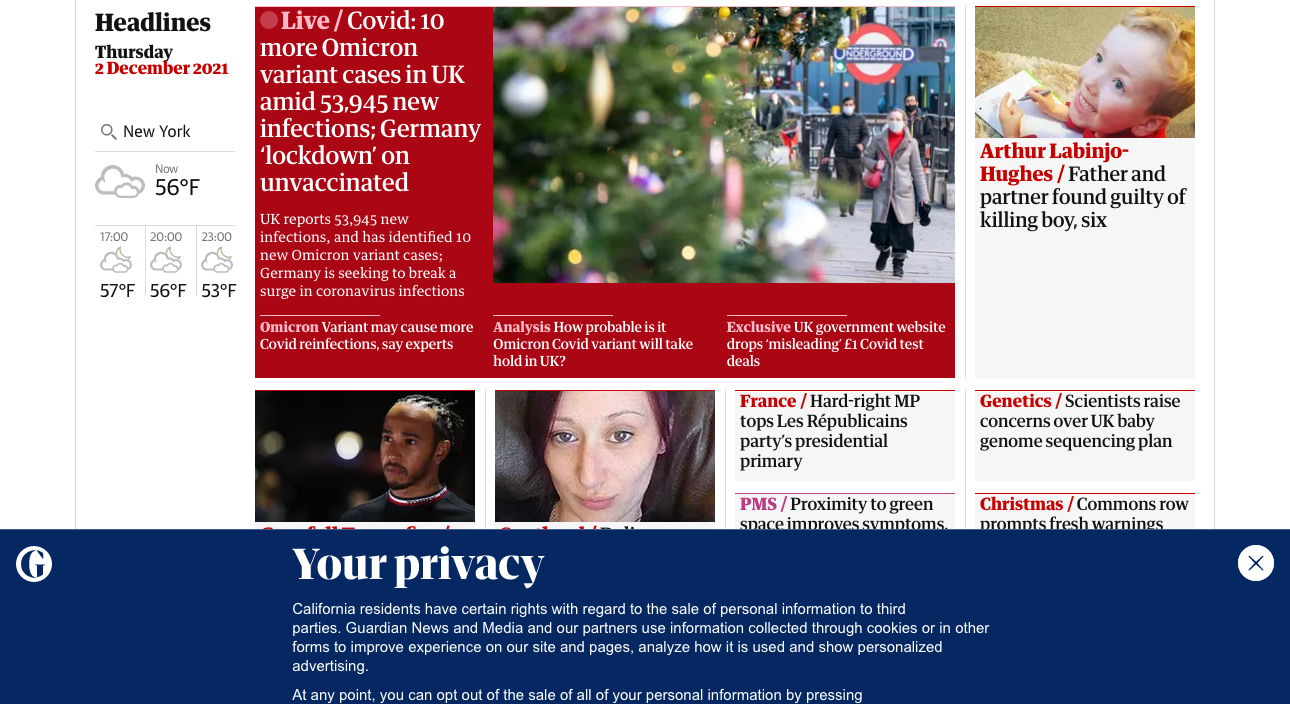 Headlines
Thursday
2 December 2021
New York
Now
56°F
17:00
20:00
23:00
57°F
56°F
53°F
Live / Covid: 10
more Omicron
variant cases in UK
amid 53,945 new
infections; Germany
‘lockdown’ on
unvaccinated
UK reports 53,945 new
infections, and has identified 10
new Omicron variant cases;
Germany is seeking to break a
surge in coronavirus infections
UNDERGROUND
Omicron Variant may cause more
Covid reinfections, say experts
Analysis How probable is it
Omicron Covid variant will take
hold in UK?
Exclusive UK government website
drops ‘misleading’ £1 Covid test
deals
Arthur Labinjo-
Hughes / Father and
partner found guilty of
killing boy, six
France / Hard-right MP
tops Les Républicains
party’s presidential
primary
Genetics / Scientists raise
concerns over UK baby
genome sequencing plan
PMS / Proximity to green
space improves symptoms,
Christmas / Commons row
prompts fresh warnings
Your privacy
California residents have certain rights with regard to the sale of personal information to third
parties. Guardian News and Media and our partners use information collected through cookies or in other
forms to improve experience on our site and pages, analyze how it is used and show personalized
advertising.
At any point, you can opt out of the sale of all of your personal information by pressing